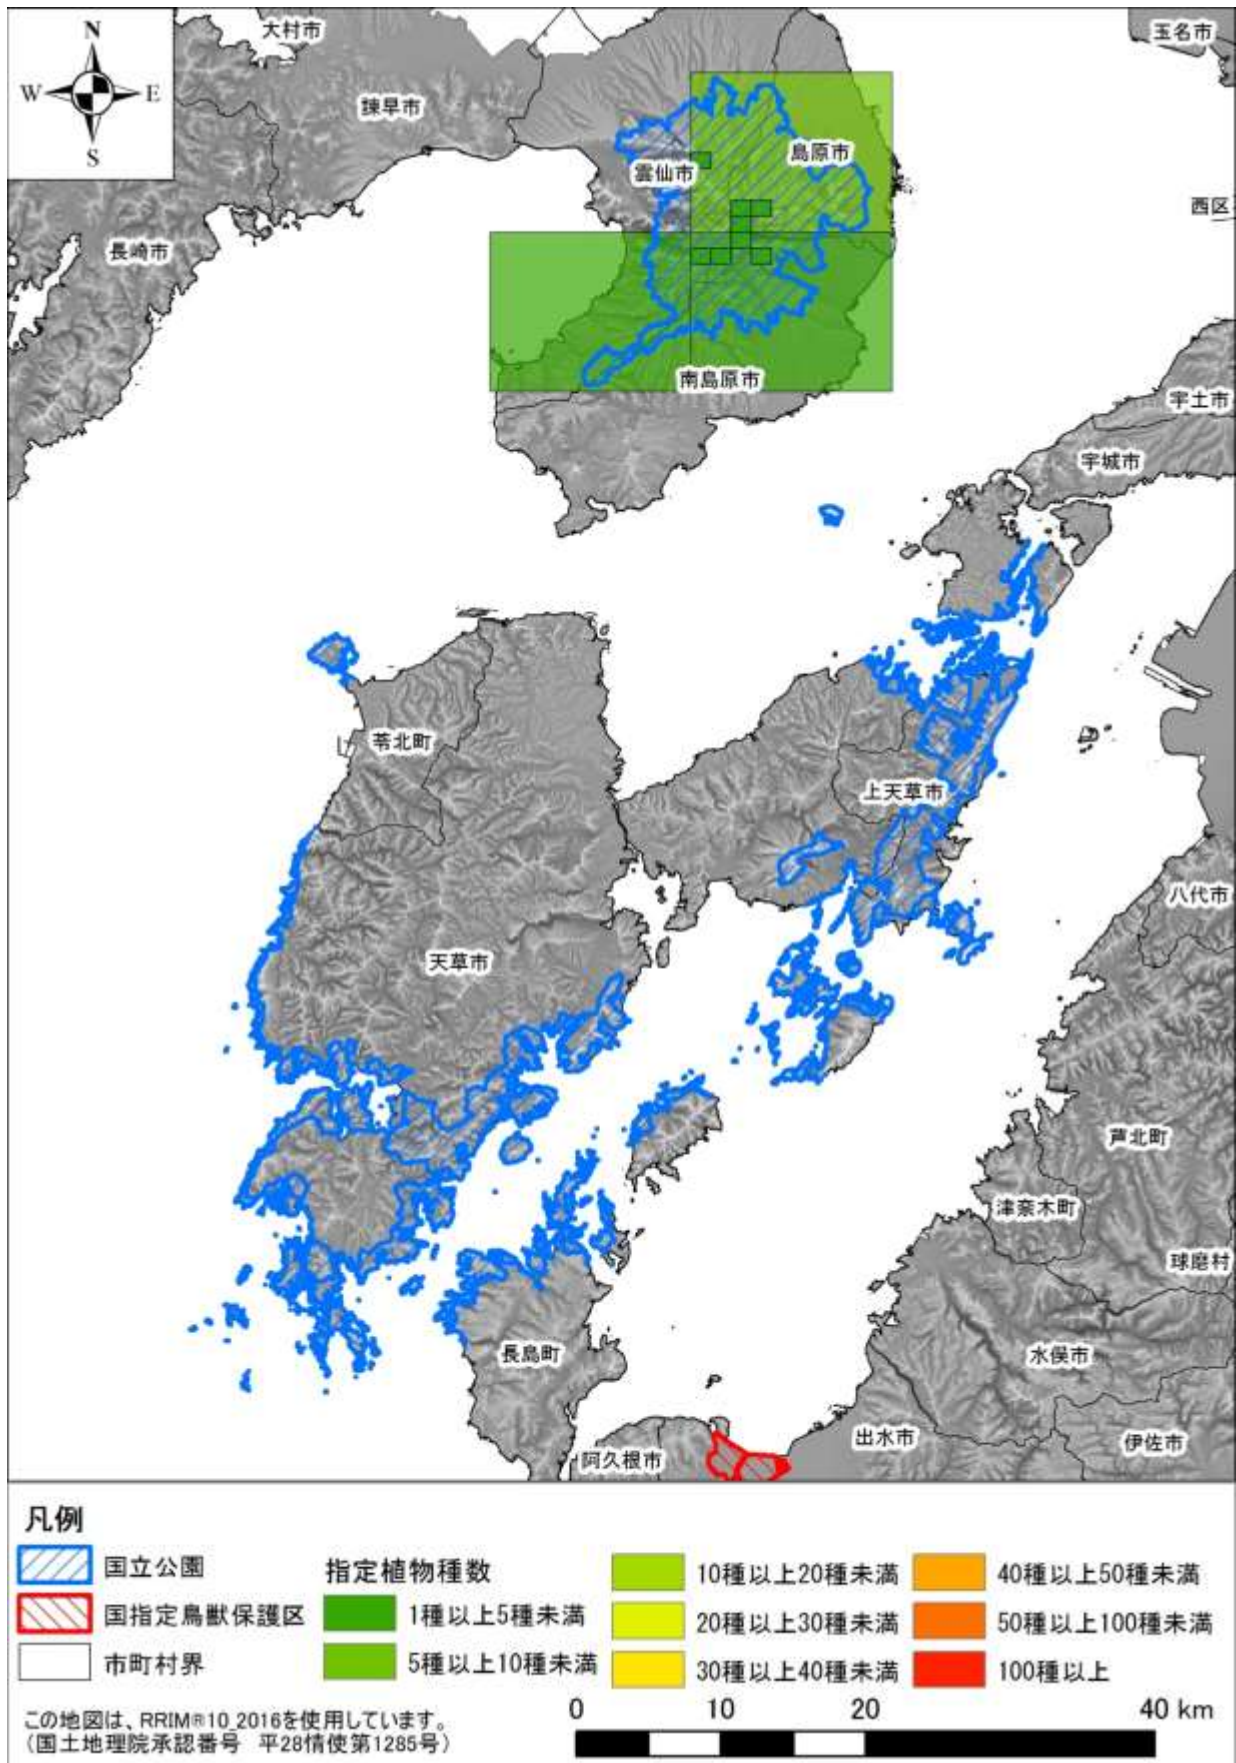 N
W E
S
大村市
玉名市
諫早市
島原市
雲仙市
西区
長崎市
南島原市
宇土市
宇城市
苓北町
上天草市
八代市
天草市
芦北町
津奈木町
球磨村
長島町
水俣市
出水市
伊佐市
阿久根市
凡例
国立公園
国指定鳥獣保護区
市町村界
指定植物種数
1種以上5種未満
5種以上10種未満
10種以上20種未満
20種以上30種未満
30種以上40種未満
40種以上50種未満
50種以上100種未満
100種以上
この地図は、RRIM®10_2016を使用しています。
(国土地理院承認番号 平28情使第1285号)
0 10 20 40 km